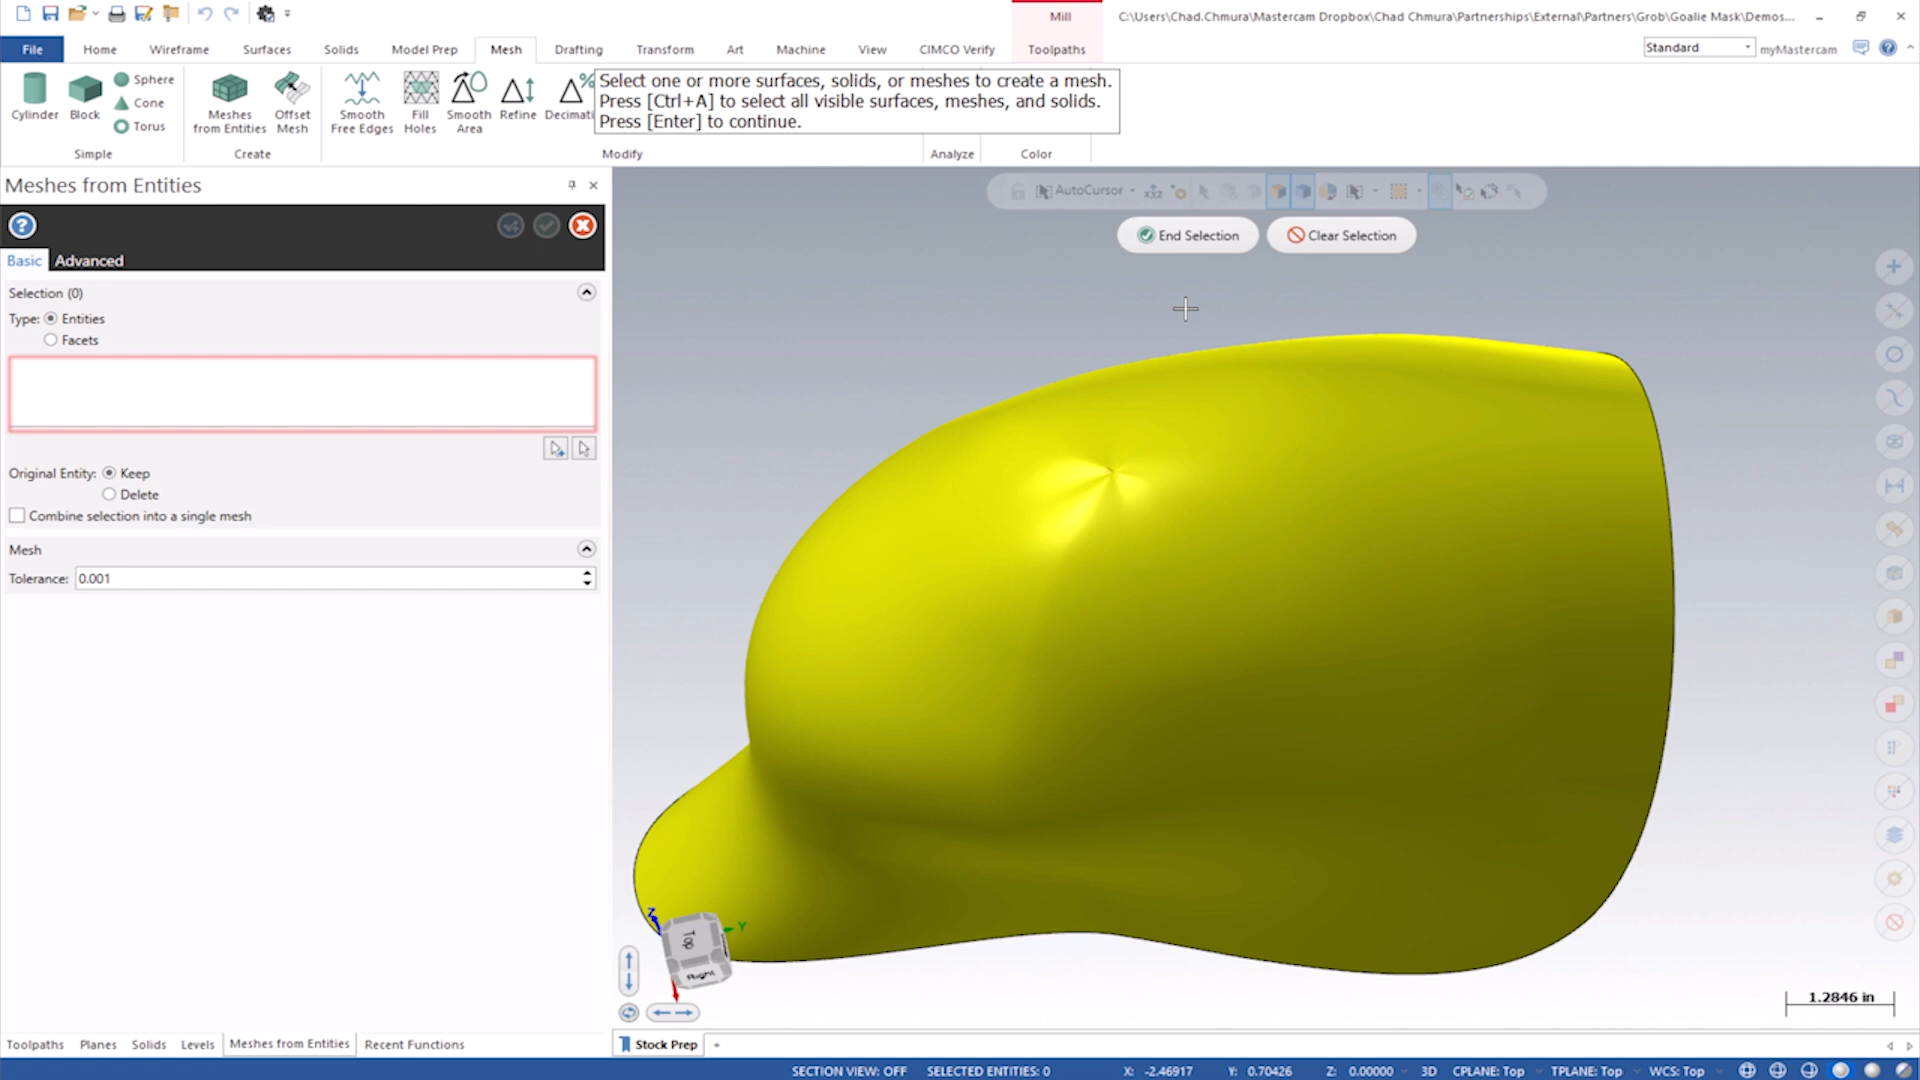 Mill
C:\Users\Chad.Chmura\Mastercam Dropbox\Chad Chmura\Partnerships\External\Partners\Grob\Goalie Mask\Demos...
File
Home
Wireframe
Surfaces
Solids
Model Prep
Mesh
Drafting
Transform
Art
Machine
View
CIMCO Verify
Toolpaths
Standard
myMastercam
Cylinder
Block
Sphere
Cone
Torus
Meshes
from Entities
Offset
Mesh
Smooth
Free Edges
Fill
Holes
Smooth
Area
Refine
Decimat
Select one or more surfaces, solids, or meshes to create a mesh.
Press [Ctrl+A] to select all visible surfaces, meshes, and solids.
Press [Enter] to continue.
Simple
Create
Modify
Analyze
Color
Meshes from Entities
AutoCursor
End Selection
Clear Selection
Basic
Advanced
Selection (0)
Type:
Entities
Facets
Original Entity:
Keep
Delete
Combine selection into a single mesh
Mesh
Tolerance: 0.001
Z
Y
Top
Right
1.2846 in
Toolpaths
Planes
Solids
Levels
Meshes from Entities
Recent Functions
Stock Prep
+
SECTION VIEW: OFF
SELECTED ENTITIES: 0
X: -2.46917
Y: 0.70426
Z: 0.00000
3D
CPLANE: Top
TPLANE: Top
WCS: Top